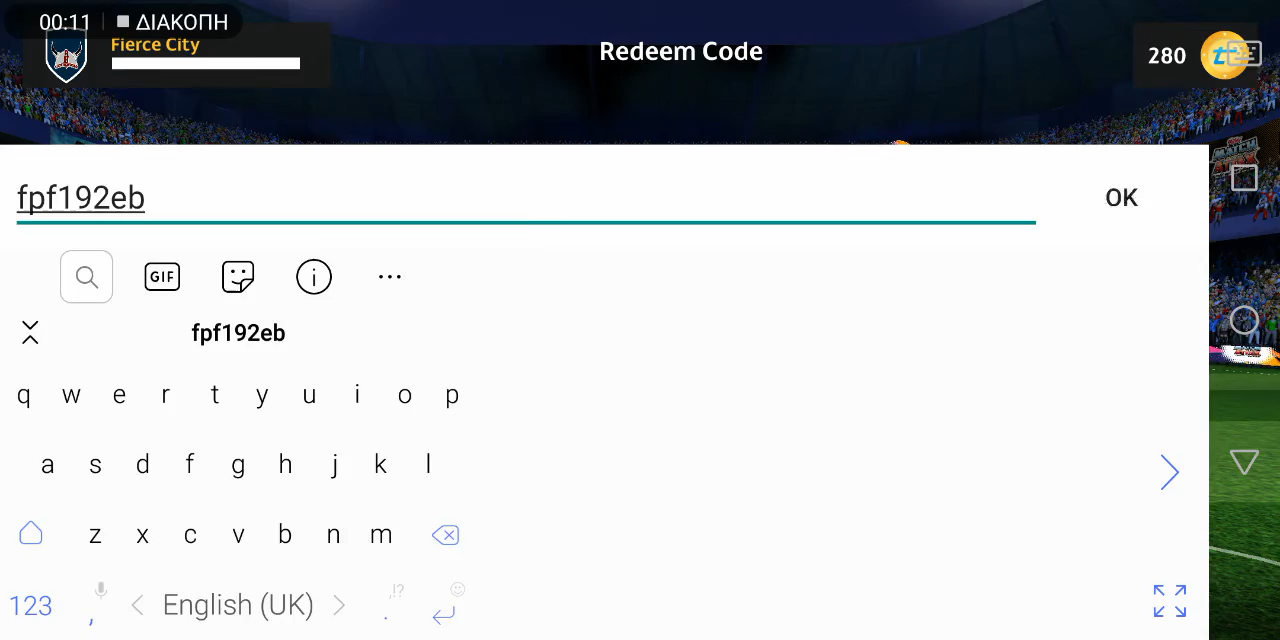 00:11 ΔΙΑΚΟΠΗ
Fierce City
Redeem Code
280
fpf192eb
OK
GIF
fpf192eb
q w e r t y u i o p
a s d f g h j k l
z x c v b n m
,!?
123 , English (UK) .